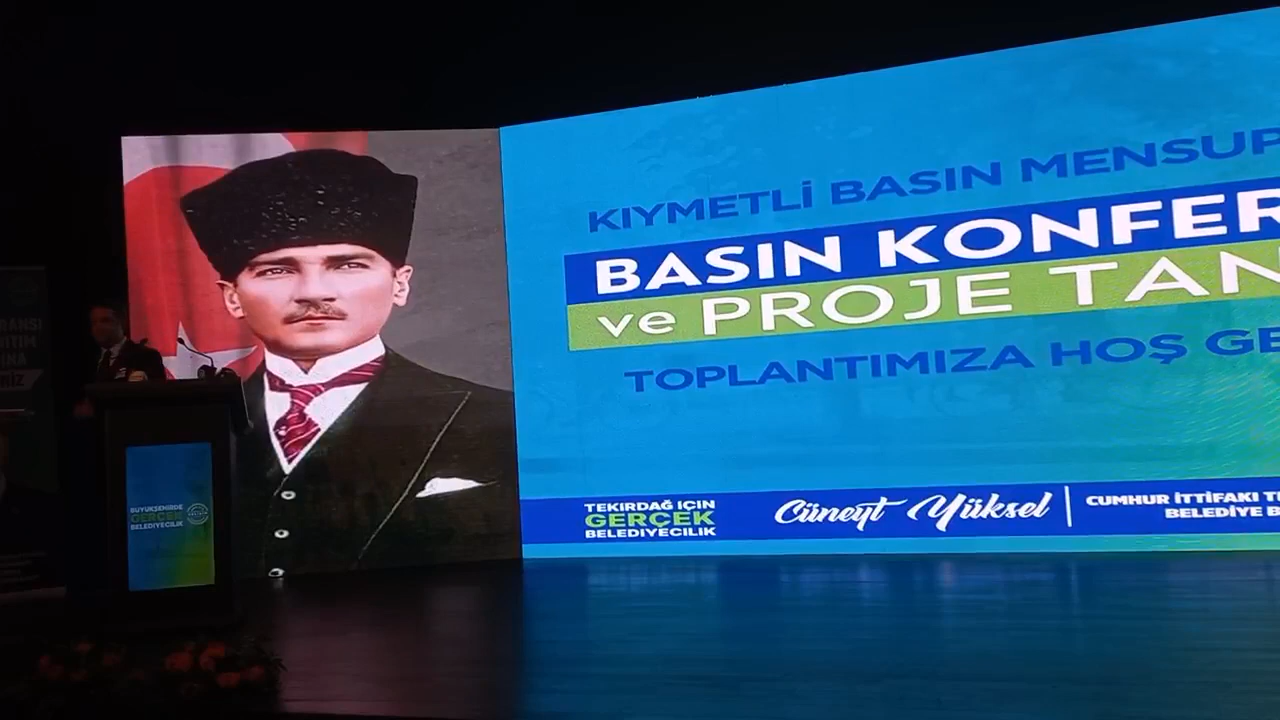 KIYMETLİ BASIN MENSUP
BASIN KONFER
ve PROJE TAN
TOPLANTIMIZA HOŞ GE
TEKİRDAĞ İÇİN
GERÇEK
BELEDİYECİLİK
Cüneyt Yüksel
CUMHUR İTTİFAKI TE
BELEDİYE B
BÜYÜKŞEHİRDE
GERÇEK
BELEDİYECİLİK